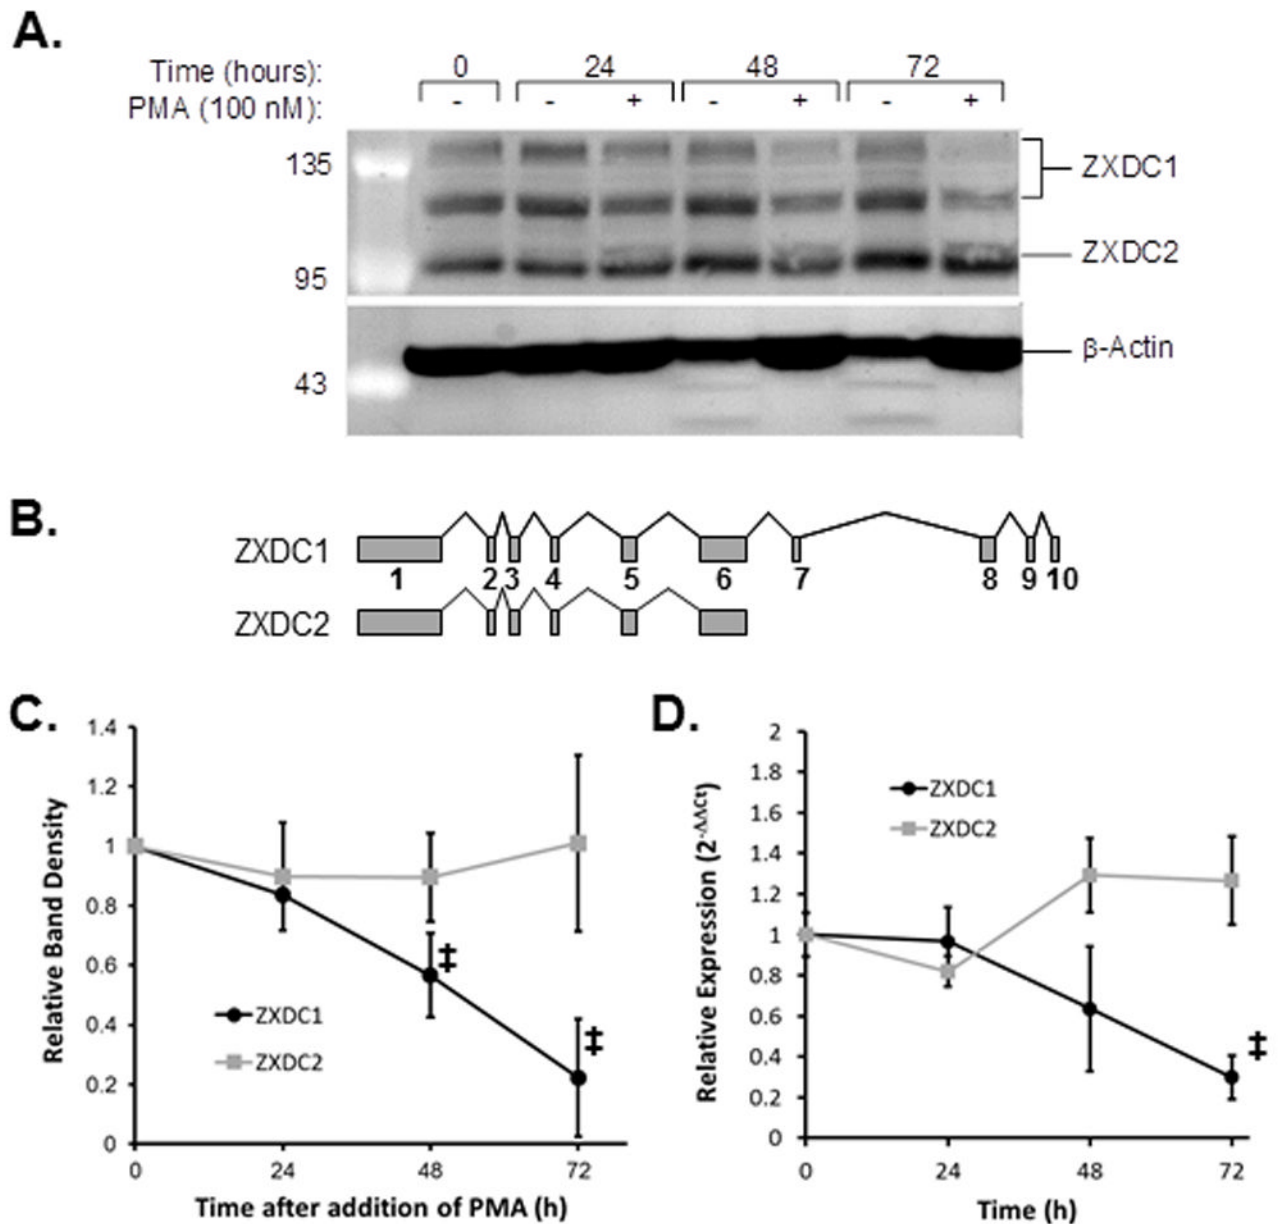 A.
Time (hours): 0 24 48 72
PMA (100 nM): - - + - + - +
135
ZXDC1
ZXDC2
95
β-Actin
43
B.
ZXDC1
1 2 3 4 5 6 7 8 9 10
ZXDC2
C.
1.4
1.2
1
0.8
0.6
0.4
0.2
0
Relative Band Density
‡
‡
ZXDC1
ZXDC2
0 24 48 72
Time after addition of PMA (h)
D.
2
1.8
1.6
1.4
1.2
1
0.8
0.6
0.4
0.2
0
Relative Expression (2-ΔΔCt)
ZXDC1
ZXDC2
‡
0 24 48 72
Time (h)